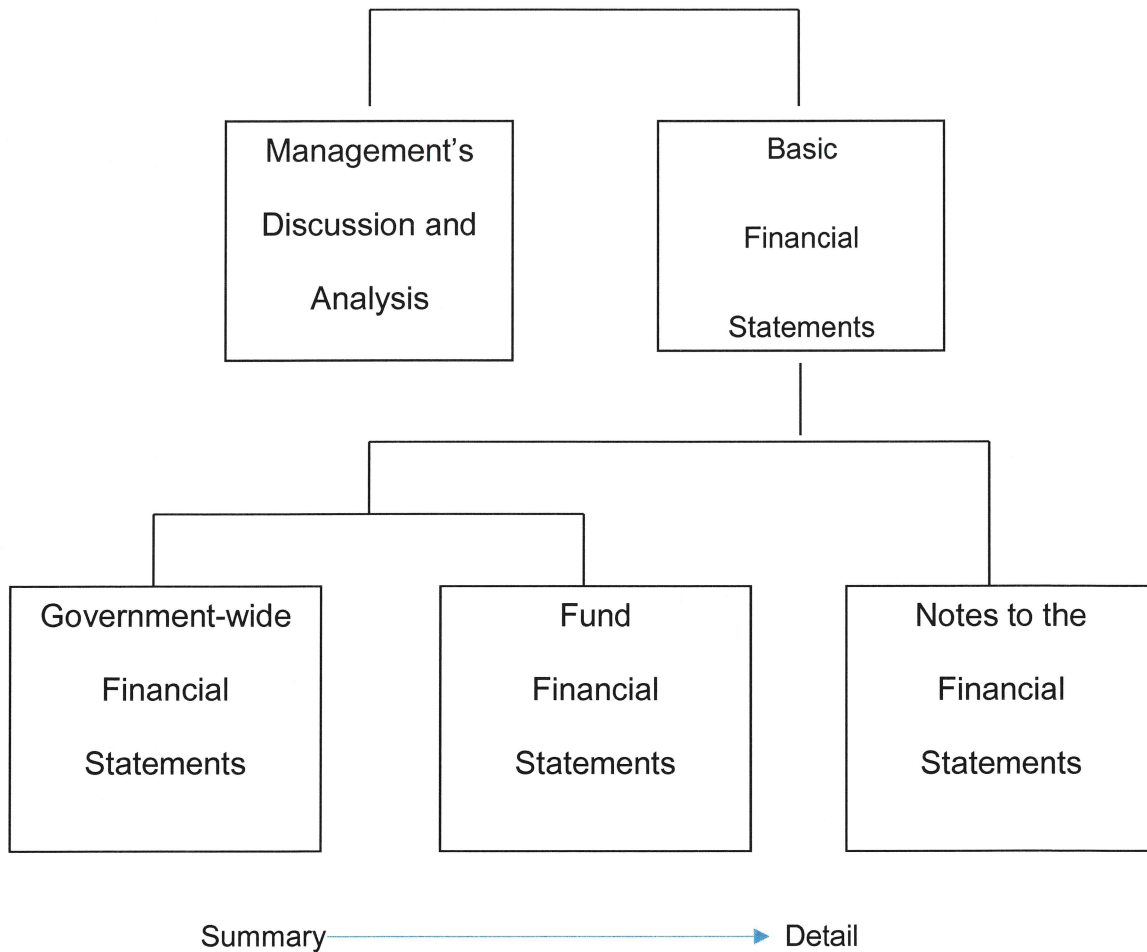 Management's
Discussion and
Analysis
Basic
Financial
Statements
Government-wide
Financial
Statements
Fund
Financial
Statements
Notes to the
Financial
Statements
Summary
Detail